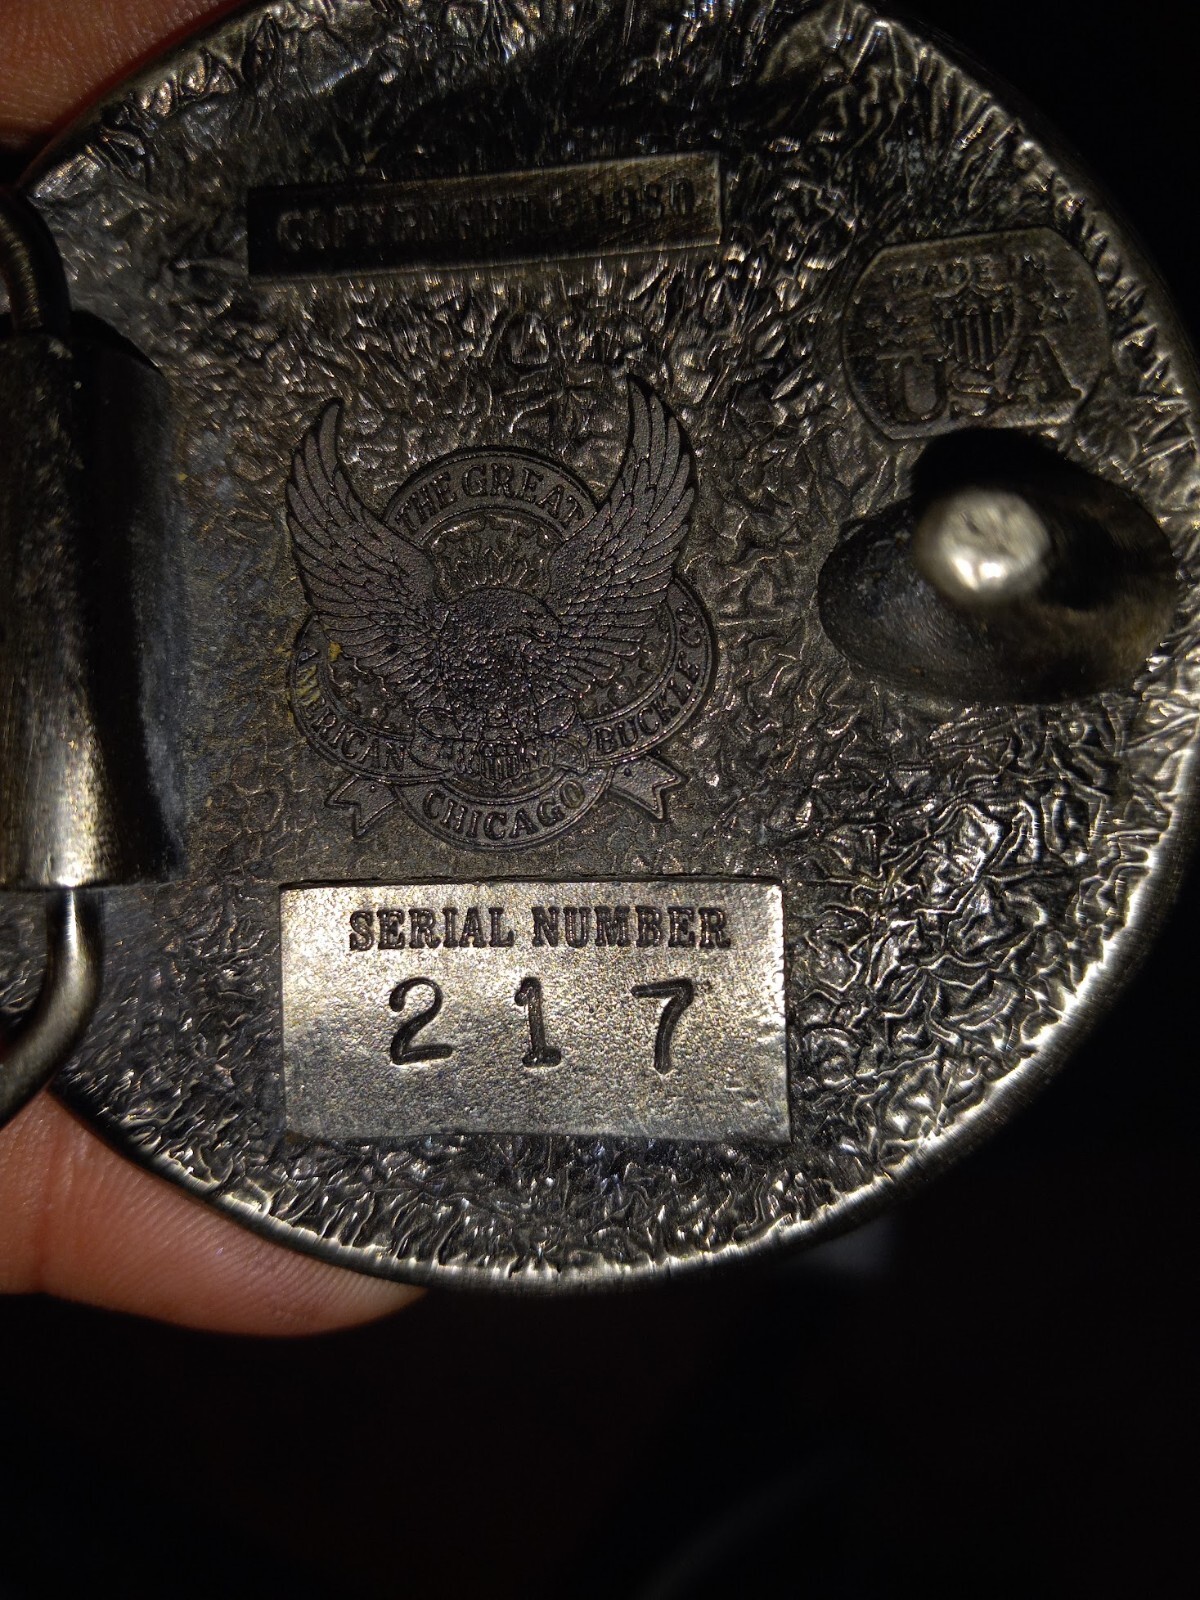 COPYRIGHT © 1980
MADE IN
USA
THE GREAT
AMERICAN BUCKLE CO.
CHICAGO
SERIAL NUMBER
217